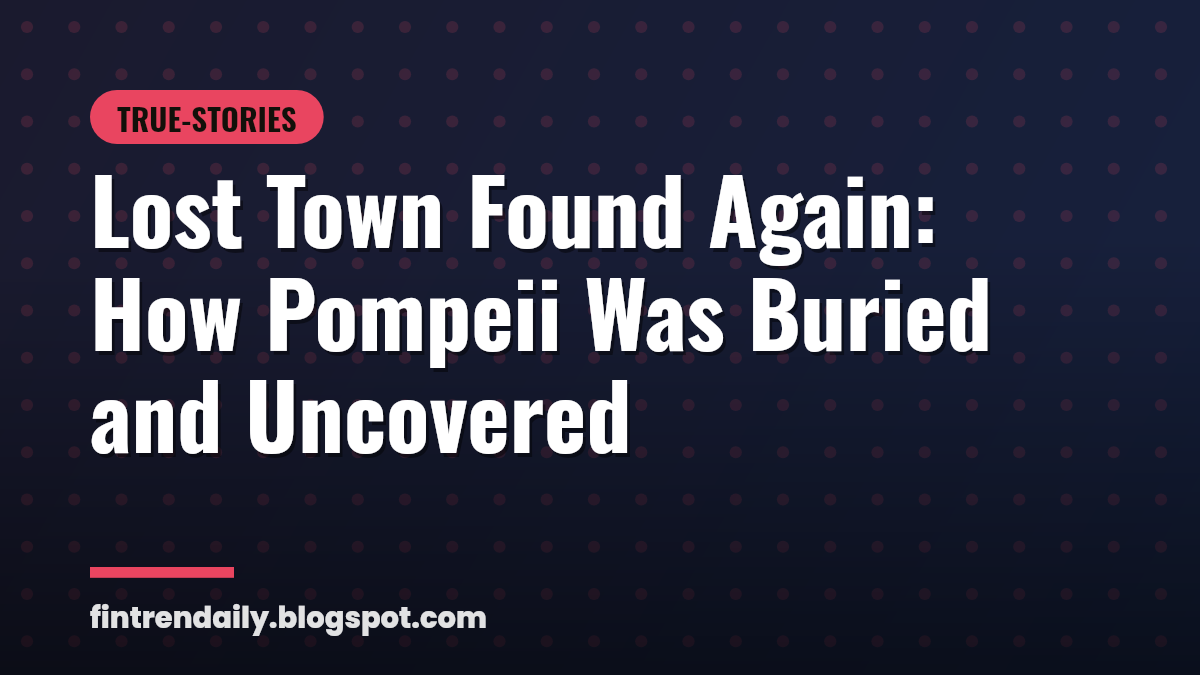 TRUE-STORIES
Lost Town Found Again:
How Pompeii Was Buried
and Uncovered
fintrendaily.blogspot.com